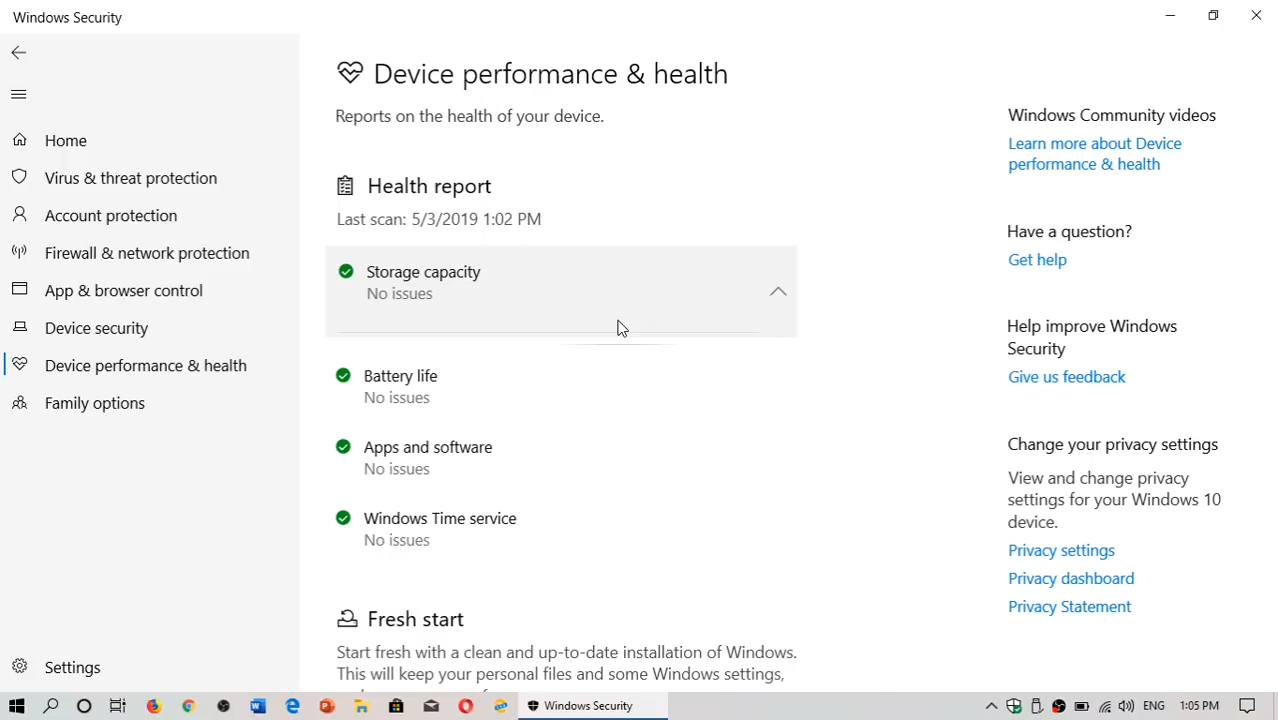 Windows Security
Home
Virus & threat protection
Account protection
Firewall & network protection
App & browser control
Device security
Device performance & health
Family options
Settings
Device performance & health
Reports on the health of your device.
Health report
Last scan: 5/3/2019 1:02 PM
Storage capacity
No issues
Battery life
No issues
Apps and software
No issues
Windows Time service
No issues
Fresh start
Start fresh with a clean and up-to-date installation of Windows.
This will keep your personal files and some Windows settings,
Windows Community videos
Learn more about Device
performance & health
Have a question?
Get help
Help improve Windows
Security
Give us feedback
Change your privacy settings
View and change privacy
settings for your Windows 10
device.
Privacy settings
Privacy dashboard
Privacy Statement
Windows Security
ENG
1:05 PM